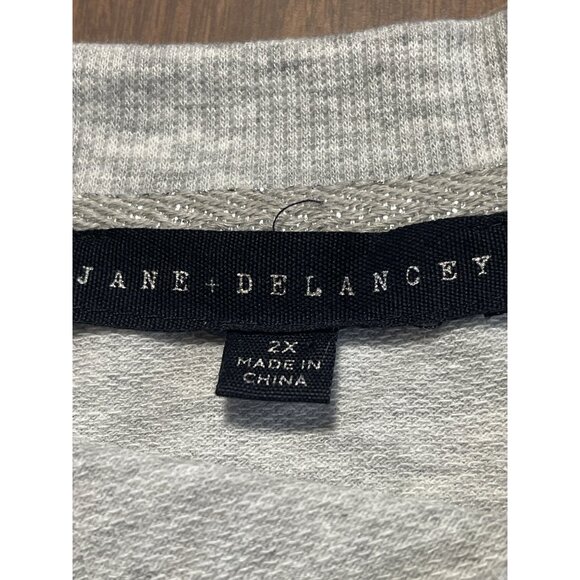 JANE + DELANCEY
2X
MADE IN
CHINA